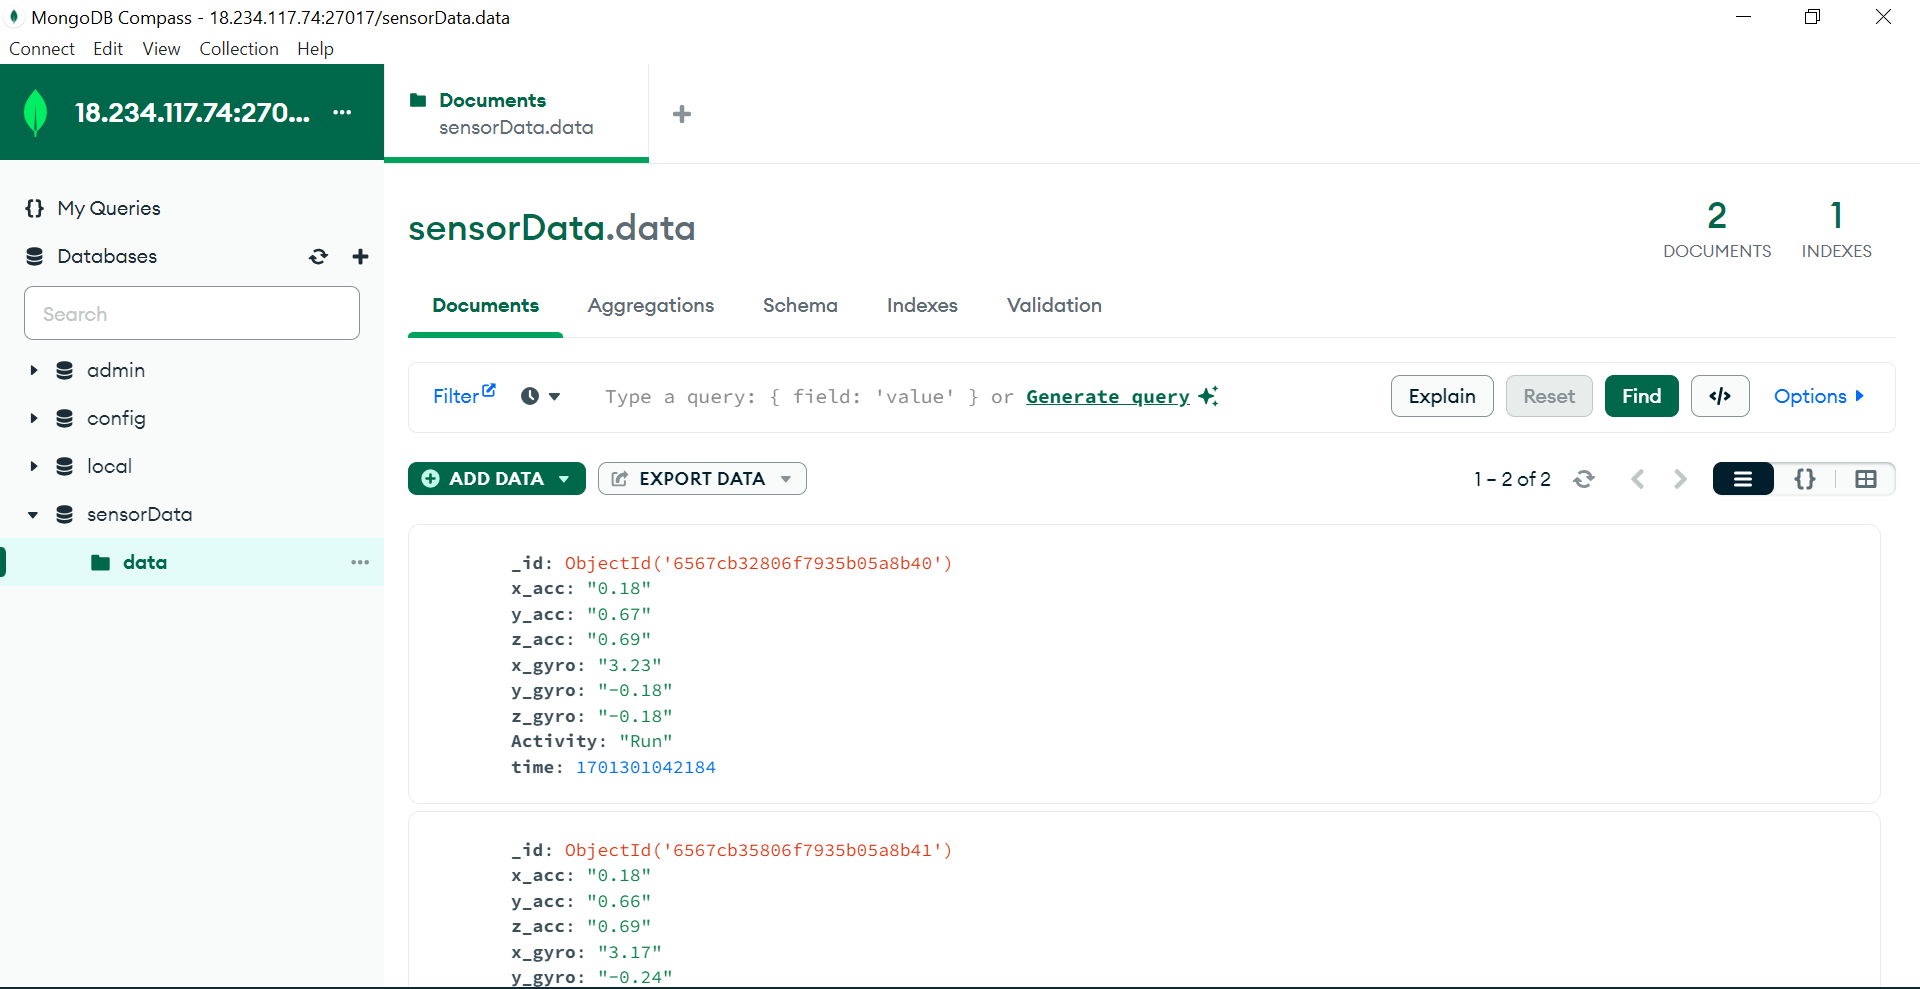 MongoDB Compass - 18.234.117.74:27017/sensorData.data
Connect Edit View Collection Help
18.234.117.74:270...
Documents
sensorData.data
My Queries
Databases
Search
admin
config
local
sensorData
data
sensorData.data
2
DOCUMENTS
1
INDEXES
Documents Aggregations Schema Indexes Validation
Filter Type a query: { field: 'value' } or Generate query Explain Reset Find </> Options
ADD DATA EXPORT DATA 1 – 2 of 2 {}
_id: ObjectId('6567cb32806f7935b05a8b40')
x_acc: "0.18"
y_acc: "0.67"
z_acc: "0.69"
x_gyro: "3.23"
y_gyro: "-0.18"
z_gyro: "-0.18"
Activity: "Run"
time: 1701301042184
_id: ObjectId('6567cb35806f7935b05a8b41')
x_acc: "0.18"
y_acc: "0.66"
z_acc: "0.69"
x_gyro: "3.17"
y_gyro: "-0.24"